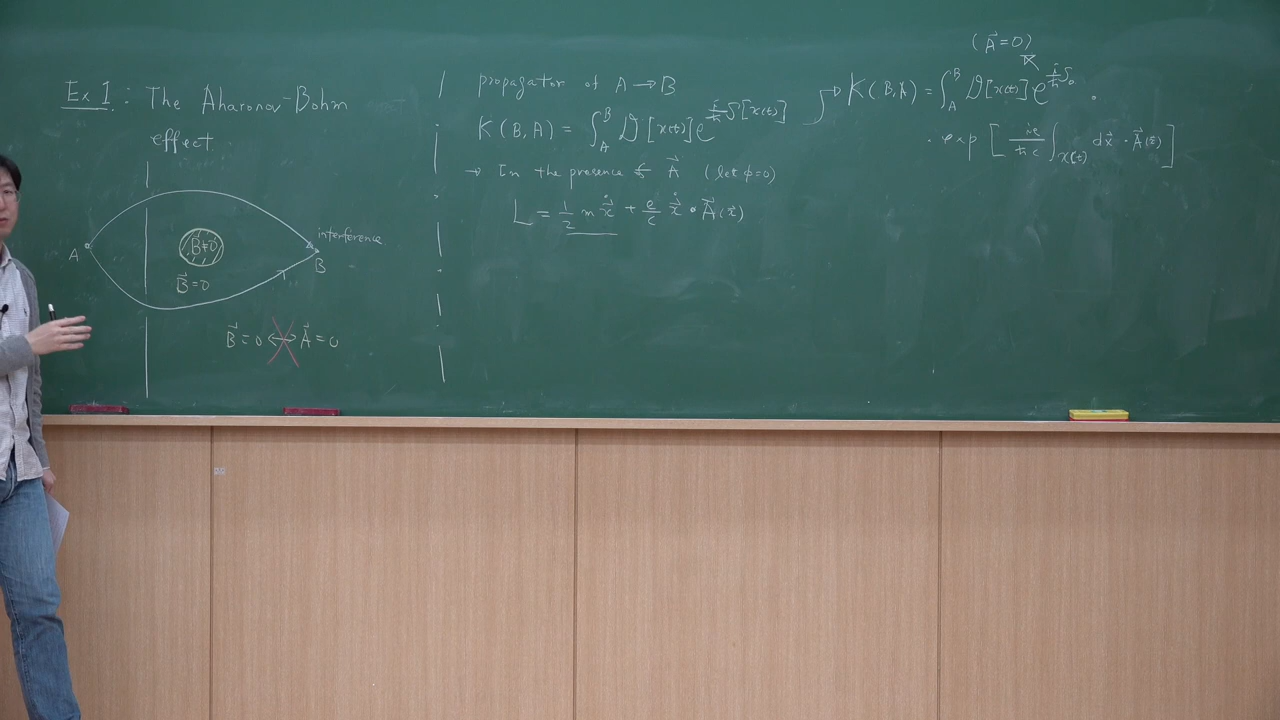 Ex 1 : The Aharonov-Bohm
effect
A
B≠0
B⃗=0
interference
B
B⃗=0 ↔ A⃗=0
propagator of A → B
K(B,A) = ∫_A^B 𝒟[x(t)] e^{i/ħ S[x(t)]}
→ In the presence of A⃗ (let ϕ=0)
L = 1/2 m ẋ⃗ + e/c ẋ⃗ · A⃗(x⃗)
(A⃗=0)
K(B,A) = ∫_A^B 𝒟[x(t)] e^{i/ħ S₀} ·
· exp [ ie/ħc ∫_{x(t)} dx⃗ · A⃗(x⃗) ]